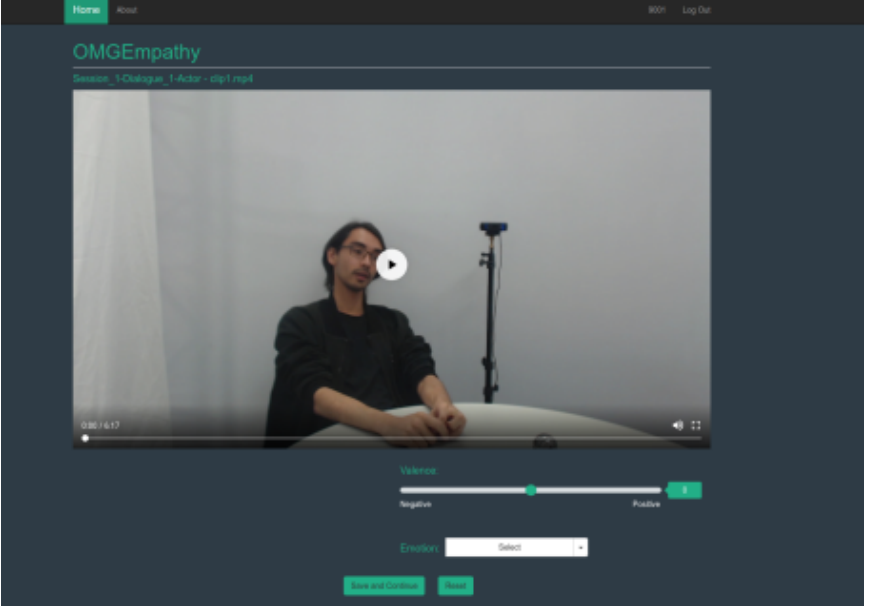 Home About 9001 Log Out
OMGEmpathy
Session_1-Dialogue_1-Actor - clip1.mp4
0:00 / 6:17
Valence:
Negative Positive
Emotion: Select
Save and Continue Reset